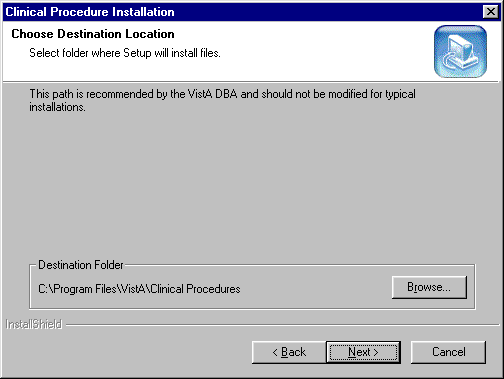 Clinical Procedure Installation
Choose Destination Location
Select folder where Setup will install files.
This path is recommended by the VistA DBA and should not be modified for typical
installations.
Destination Folder
C:\Program Files\VistA\Clinical Procedures
Browse...
InstallShield
< Back
Next >
Cancel